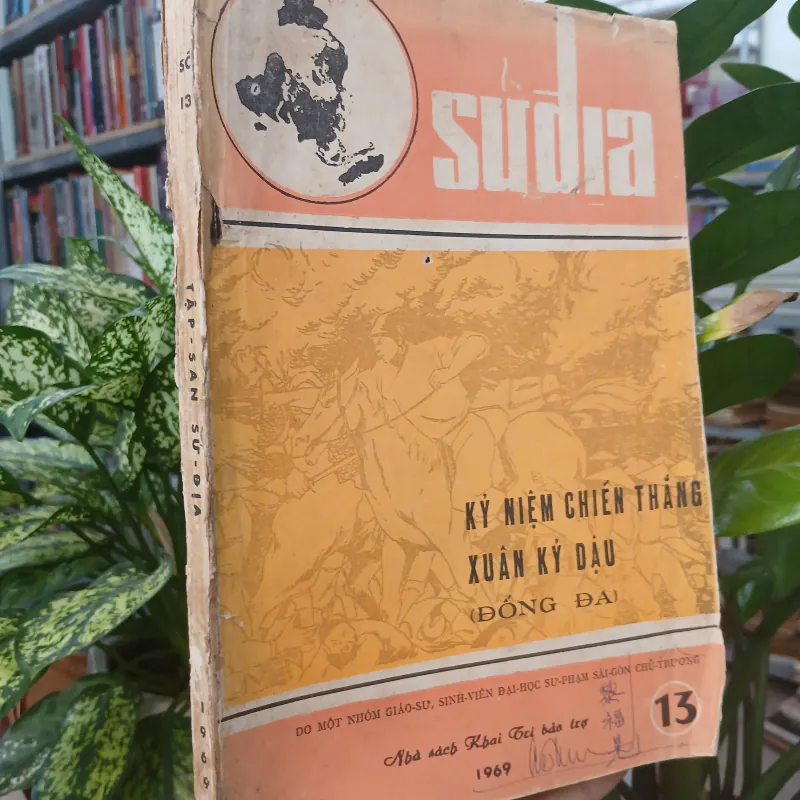 SỐ
13
TẬP-SAN SỬ-ĐỊA
1969
sửđịa
KỶ NIỆM CHIẾN THẮNG
XUÂN KỶ DẬU
(ĐỐNG ĐA)
DO MỘT NHÓM GIÁO-SƯ, SINH-VIÊN ĐẠI-HỌC SƯ-PHẠM SÀI-GÒN CHỦ-TRƯƠNG
Nhà sách Khai Trí bảo trợ
1969
13